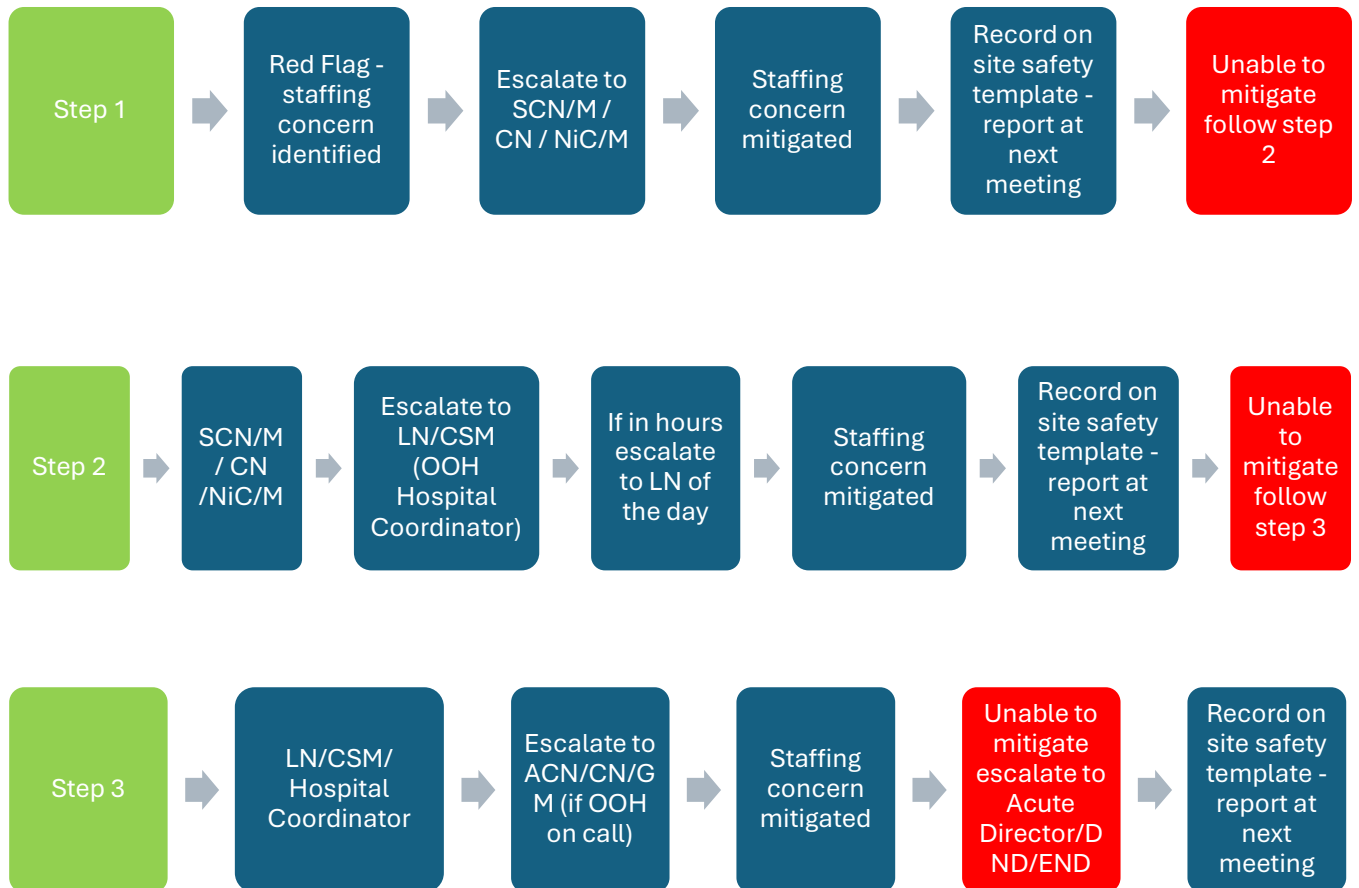 Step 1
Red Flag -
staffing
concern
identified
Escalate to
SCN/M /
CN / NiC/M
Staffing
concern
mitigated
Record on
site safety
template -
report at
next
meeting
Unable to
mitigate
follow step
2
Step 2
SCN/M
/ CN
/NiC/M
Escalate to
LN/CSM
(OOH
Hospital
Coordinator)
If in hours
escalate
to LN of
the day
Staffing
concern
mitigated
Record on
site safety
template -
report at
next
meeting
Unable
to
mitigate
follow
step 3
Step 3
LN/CSM/
Hospital
Coordinator
Escalate to
ACN/CN/G
M (if OOH
on call)
Staffing
concern
mitigated
Unable to
mitigate
escalate to
Acute
Director/D
ND/END
Record on
site safety
template -
report at
next
meeting